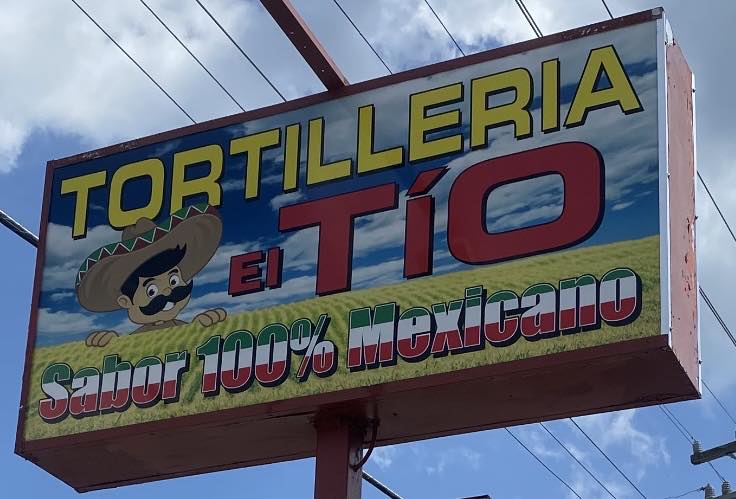 TORTILLERIA
El TÍO
Sabor 100% Mexicano